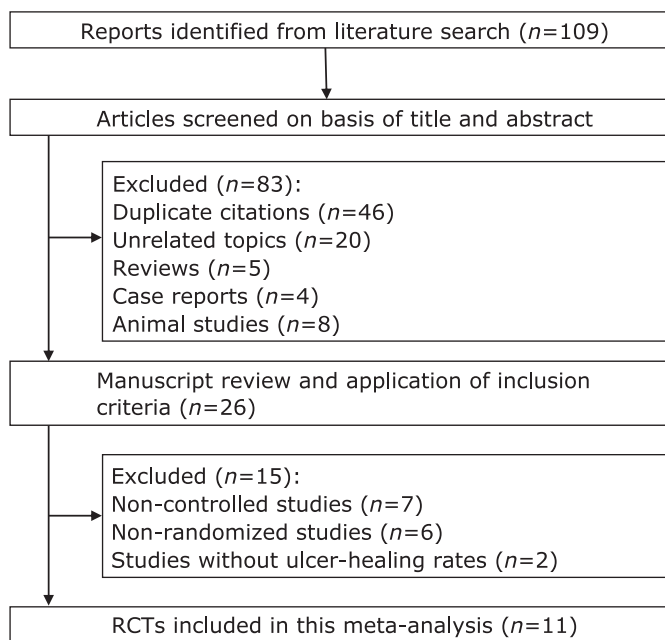 Reports identified from literature search (n=109)
Articles screened on basis of title and abstract
Excluded (n=83):
Duplicate citations (n=46)
Unrelated topics (n=20)
Reviews (n=5)
Case reports (n=4)
Animal studies (n=8)
Manuscript review and application of inclusion
criteria (n=26)
Excluded (n=15):
Non-controlled studies (n=7)
Non-randomized studies (n=6)
Studies without ulcer-healing rates (n=2)
RCTs included in this meta-analysis (n=11)